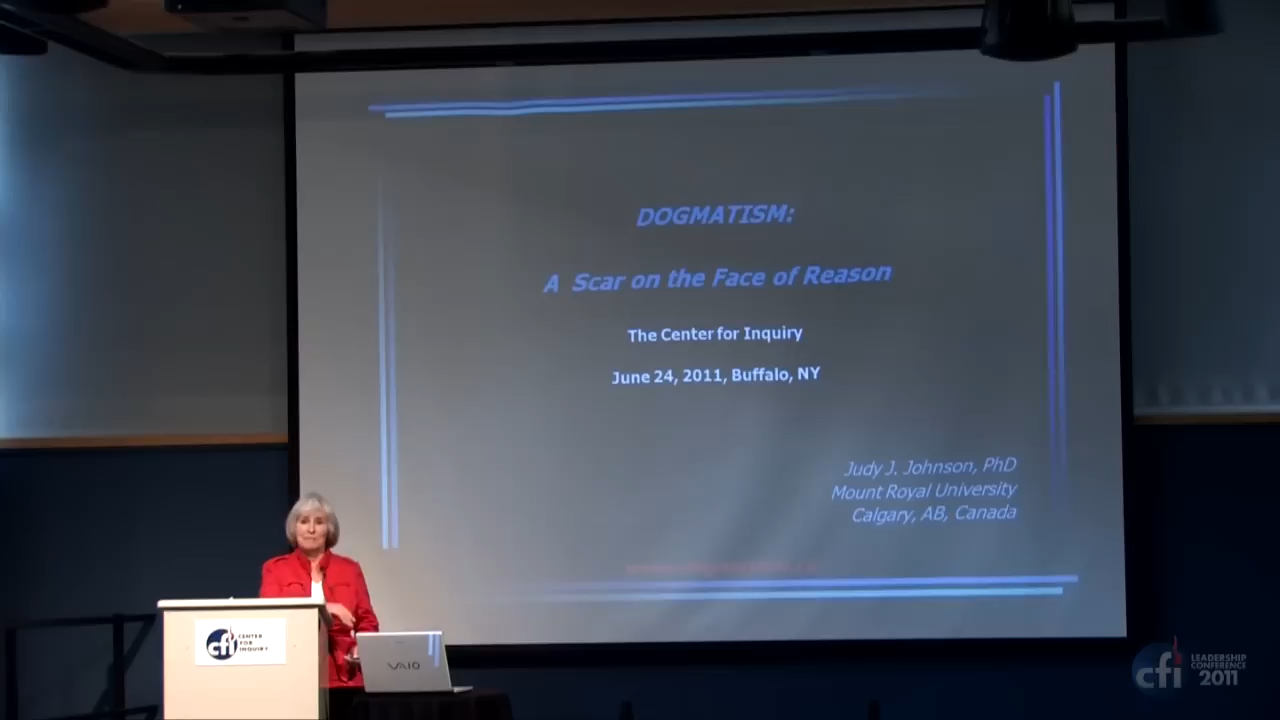 DOGMATISM:
A Scar on the Face of Reason
The Center for Inquiry
June 24, 2011, Buffalo, NY
Judy J. Johnson, PhD
Mount Royal University
Calgary, AB, Canada
cfi CENTER
FOR
INQUIRY
VAIO
cfi LEADERSHIP
CONFERENCE
2011